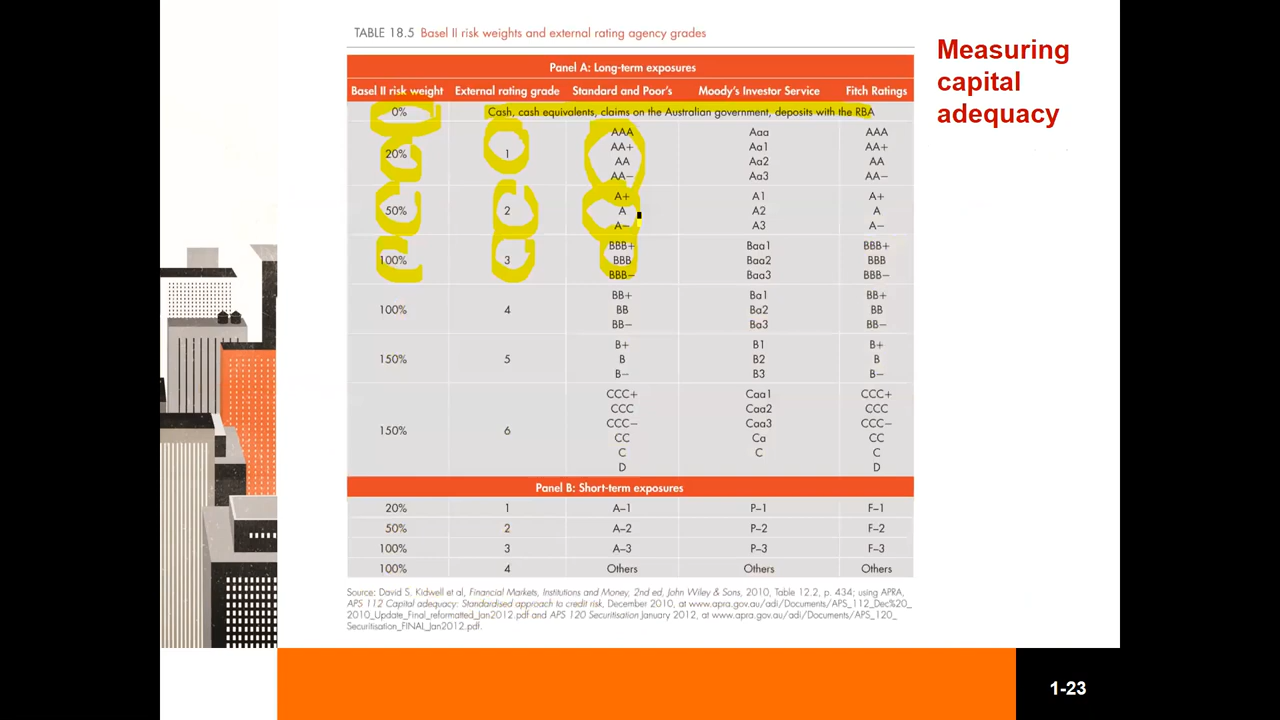 TABLE 18.5 Basel II risk weights and external rating agency grades
Measuring
capital
adequacy
Panel A: Long-term exposures
Basel II risk weight External rating grade Standard and Poor's Moody's Investor Service Fitch Ratings
0% Cash, cash equivalents, claims on the Australian government, deposits with the RBA
AAA Aaa AAA
AA+ Aa1 AA+
20% 1
AA Aa2 AA
AA− Aa3 AA−
A+ A1 A+
50% 2 A A2 A
A− A3 A−
BBB+ Baa1 BBB+
100% 3 BBB Baa2 BBB
BBB− Baa3 BBB−
BB+ Ba1 BB+
100% 4 BB Ba2 BB
BB− Ba3 BB−
B+ B1 B+
150% 5 B B2 B
B− B3 B−
CCC+ Caa1 CCC+
CCC Caa2 CCC
CCC− Caa3 CCC−
150% 6
CC Ca CC
C C C
D D
Panel B: Short-term exposures
20% 1 A–1 P–1 F–1
50% 2 A–2 P–2 F–2
100% 3 A–3 P–3 F–3
100% 4 Others Others Others
Source: David S. Kidwell et al, Financial Markets, Institutions and Money, 2nd ed, John Wiley & Sons, 2010, Table 12.2, p. 434; using APRA,
APS 112 Capital adequacy: Standardised approach to credit risk, December 2010, at www.apra.gov.au/adi/Documents/APS_112_Dec%20_
2010_Update_Final_reformatted_Jan2012.pdf and APS 120 Securitisation January 2012, at www.apra.gov.au/adi/Documents/APS_120_
Securitisation_FINAL_Jan2012.pdf.
1-23